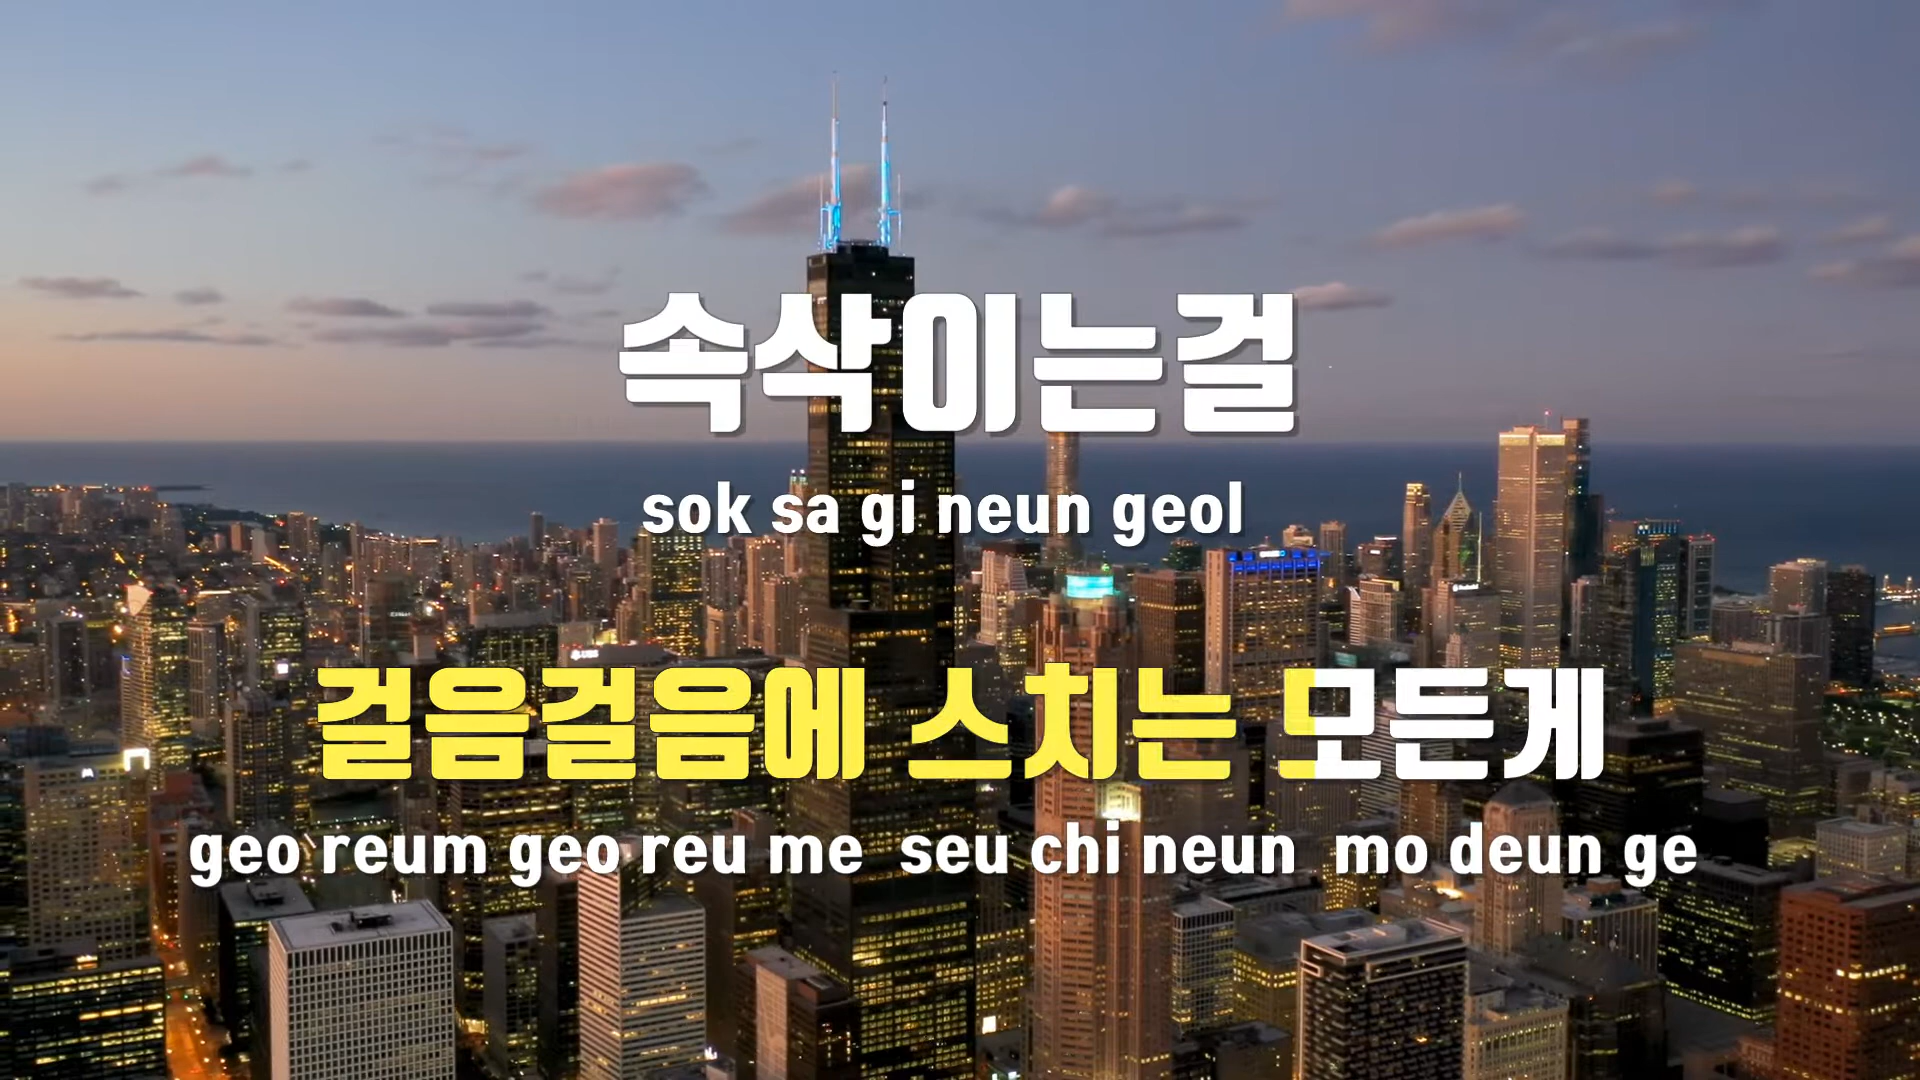 속삭이는걸
sok sa gi neun geol
걸음걸음에 스치는 모든게
geo reum geo reu me seu chi neun mo deun ge